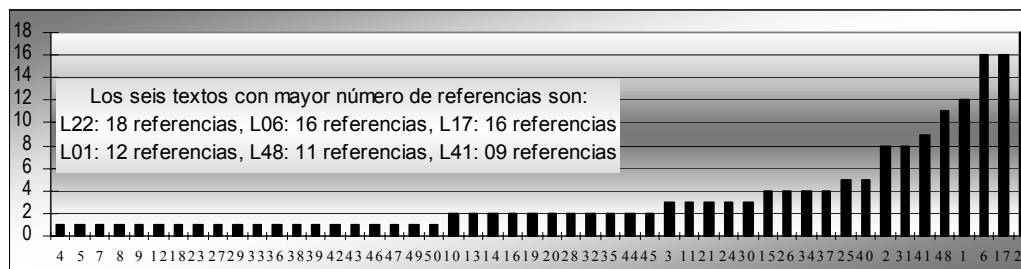 18
16
14
12
10
8
6
4
2
0
Los seis textos con mayor número de referencias son:
L22: 18 referencias, L06: 16 referencias, L17: 16 referencias
L01: 12 referencias, L48: 11 referencias, L41: 09 referencias
4 5 7 8 9 12 18 23 27 29 33 36 38 39 42 43 46 47 49 50 10 13 14 16 19 20 28 32 35 44 45 3 11 21 24 30 15 26 34 37 25 40 2 31 41 48 1 6 17